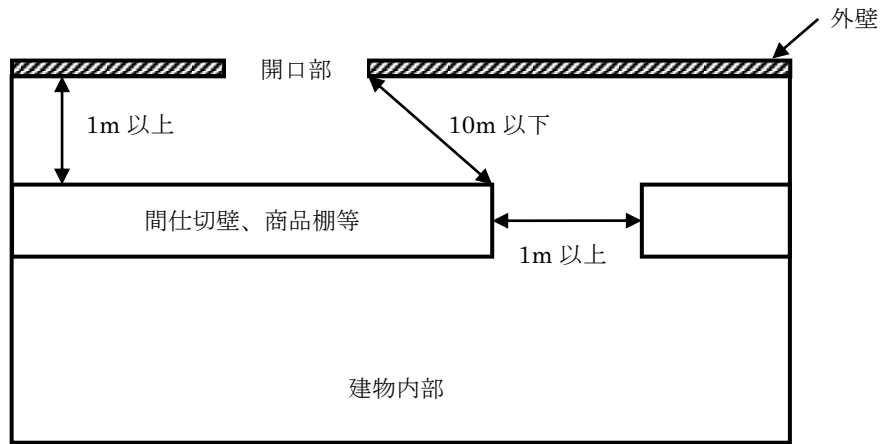 外壁
開口部
1m 以上
10m 以下
間仕切壁、商品棚等
1m 以上
建物内部